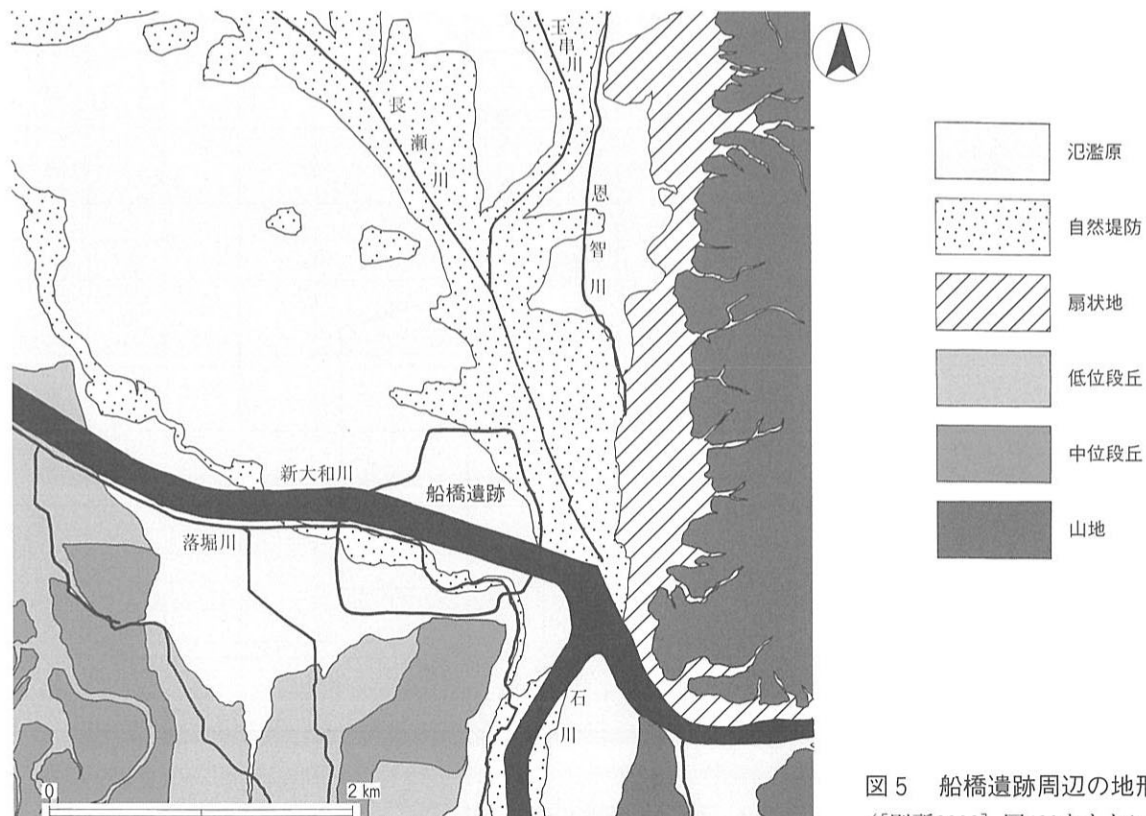 玉串川
長瀬川
恩智川
新大和川
船橋遺跡
落堀川
石川
0
2 km
氾濫原
自然堤防
扇状地
低位段丘
中位段丘
山地
図5 船橋遺跡周辺の地形